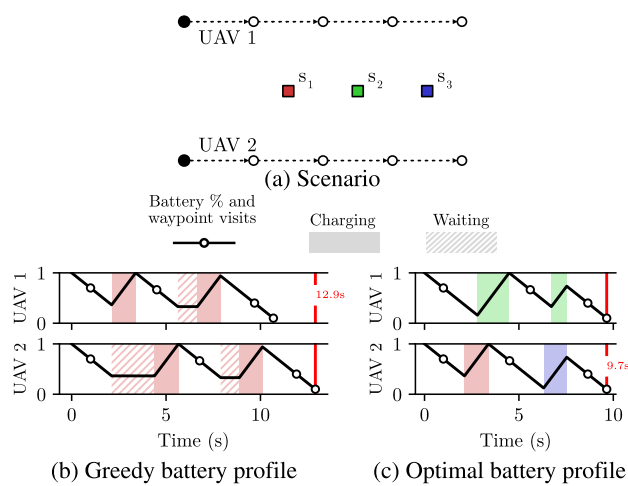 UAV 1
S1 S2 S3
UAV 2
(a) Scenario
Battery % and
waypoint visits
Charging
Waiting
UAV 1
1
0
12.9s
UAV 2
1
0
0 5 10
Time (s)
(b) Greedy battery profile
UAV 1
1
0
UAV 2
1
0
9.7s
0 5 10
Time (s)
(c) Optimal battery profile